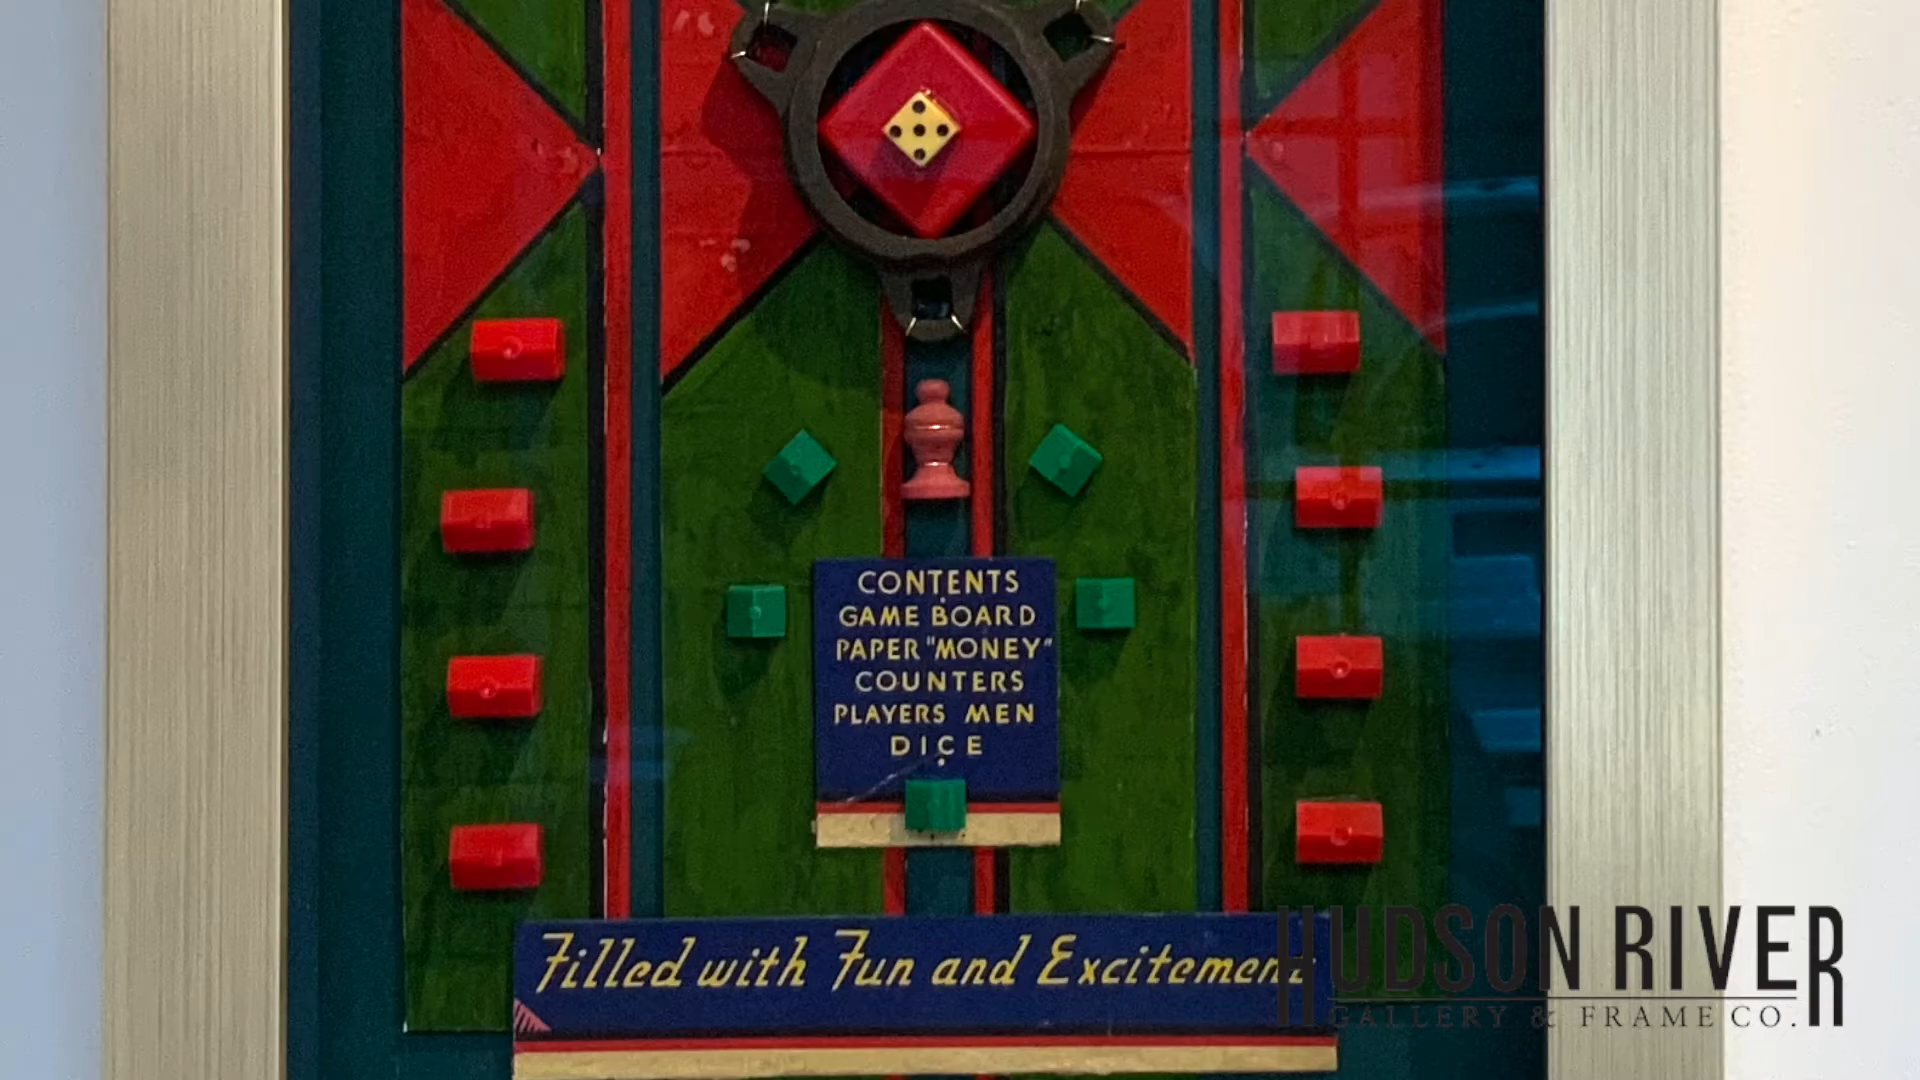 CONTENTS
GAME BOARD
PAPER "MONEY"
COUNTERS
PLAYERS MEN
DICE
Filled with Fun and Excitement
HUDSON RIVER
GALLERY & FRAME CO.